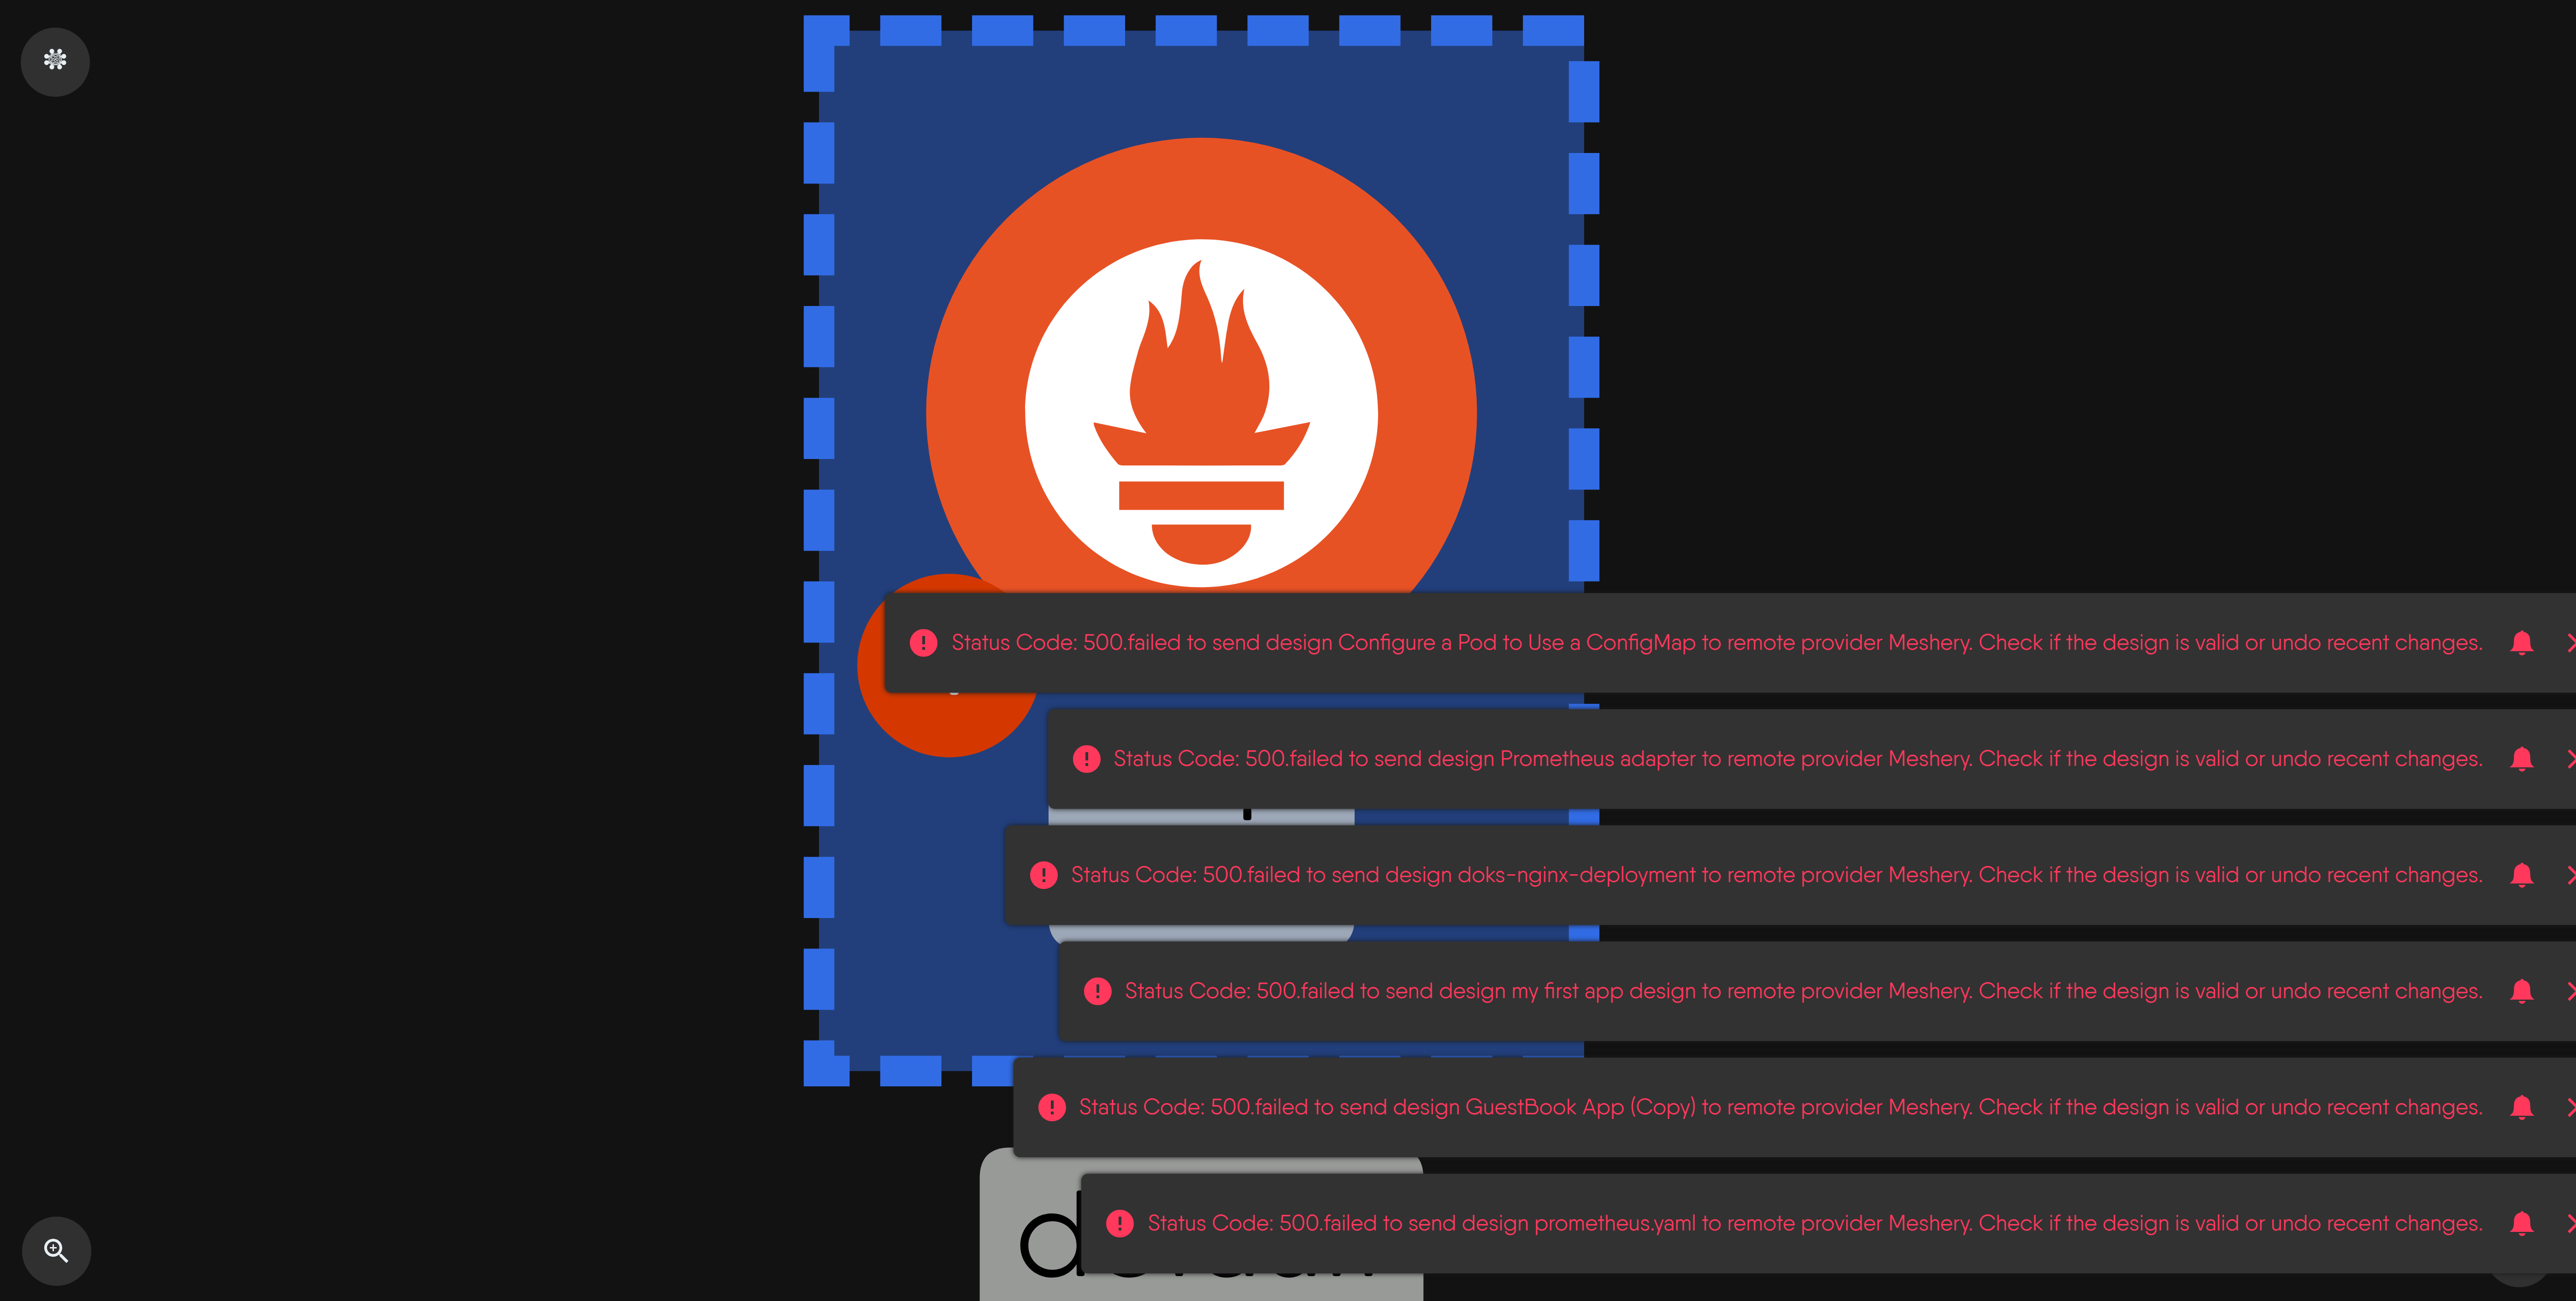 Status Code: 500.failed to send design Configure a Pod to Use a ConfigMap to remote provider Meshery. Check if the design is valid or undo recent changes.
Status Code: 500.failed to send design Prometheus adapter to remote provider Meshery. Check if the design is valid or undo recent changes.
Status Code: 500.failed to send design doks-nginx-deployment to remote provider Meshery. Check if the design is valid or undo recent changes.
Status Code: 500.failed to send design my first app design to remote provider Meshery. Check if the design is valid or undo recent changes.
Status Code: 500.failed to send design GuestBook App (Copy) to remote provider Meshery. Check if the design is valid or undo recent changes.
Status Code: 500.failed to send design prometheus.yaml to remote provider Meshery. Check if the design is valid or undo recent changes.